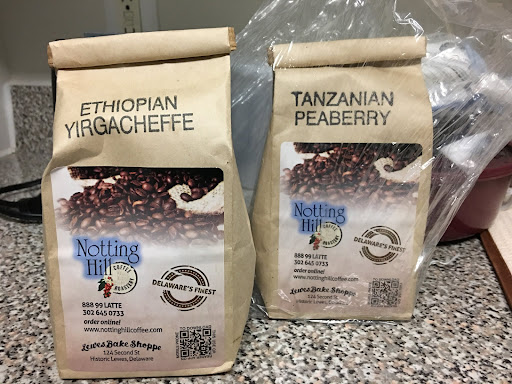 ETHIOPIAN
YIRGACHEFFE
Notting
Hill
COFFEE
ROASTERY
DELAWARE'S FINEST
888 99 LATTE
302 645 0733
order online!
www.nottinghillcoffee.com
Lewes Bake Shoppe
124 Second St
Historic Lewes, Delaware
TANZANIAN
PEABERRY
Notting
Hill
COFFEE
ROASTERY
DELAWARE'S FINEST
888 99 LATTE
302 645 0733
order online!
www.nottinghillcoffee.com
Lewes Bake Shoppe
124 Second St
Historic Lewes,